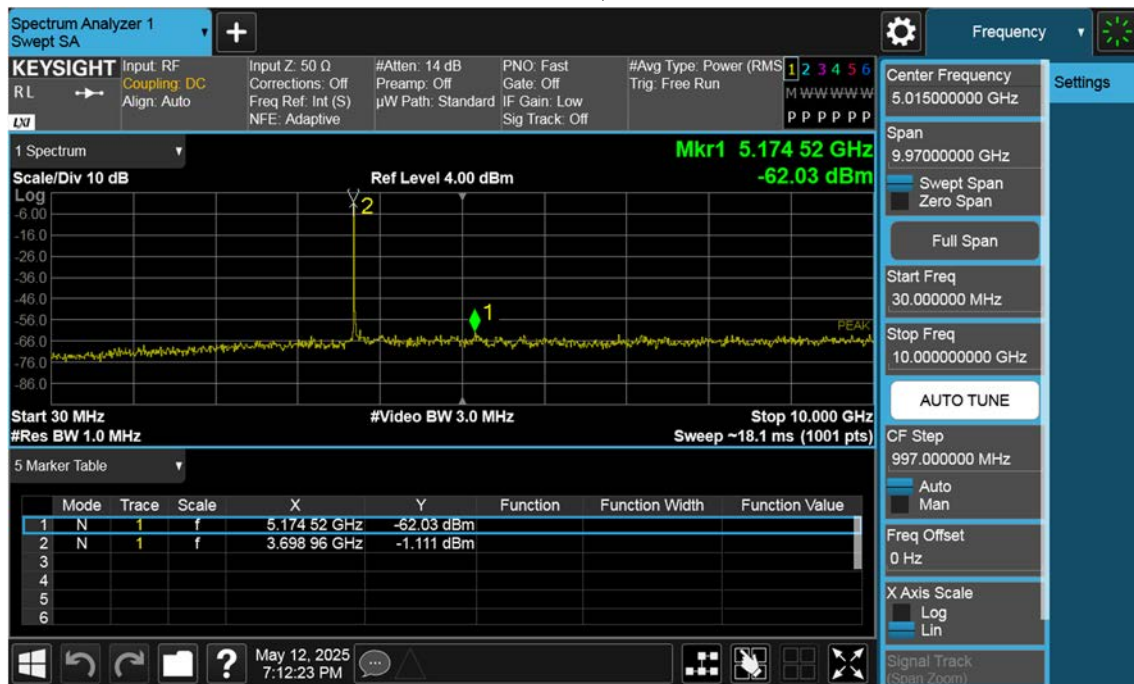 Spectrum Analyzer 1
Swept SA
Frequency
KEYSIGHT
RL
LXI
Input: RF
Coupling: DC
Align: Auto
Input Z: 50 Ω
Corrections: Off
Freq Ref: Int (S)
NFE: Adaptive
#Atten: 14 dB
Preamp: Off
µW Path: Standard
PNO: Fast
Gate: Off
IF Gain: Low
Sig Track: Off
#Avg Type: Power (RMS
Trig: Free Run
1 2 3 4 5 6
M W W W W W
P P P P P P
1 Spectrum
Mkr1 5.174 52 GHz
Scale/Div 10 dB
Ref Level 4.00 dBm
-62.03 dBm
Log
-6.00
-16.0
-26.0
-36.0
-46.0
-56.0
-66.0
-76.0
-86.0
2
1
PEAK
Start 30 MHz
#Video BW 3.0 MHz
Stop 10.000 GHz
#Res BW 1.0 MHz
Sweep ~18.1 ms (1001 pts)
5 Marker Table
Mode Trace Scale X Y Function Function Width Function Value
1 N 1 f 5.174 52 GHz -62.03 dBm
2 N 1 f 3.698 96 GHz -1.111 dBm
3
4
5
6
May 12, 2025
7:12:23 PM
Center Frequency
5.015000000 GHz
Settings
Span
9.97000000 GHz
Swept Span
Zero Span
Full Span
Start Freq
30.000000 MHz
Stop Freq
10.000000000 GHz
AUTO TUNE
CF Step
997.000000 MHz
Auto
Man
Freq Offset
0 Hz
X Axis Scale
Log
Lin
Signal Track
(Span Zoom)